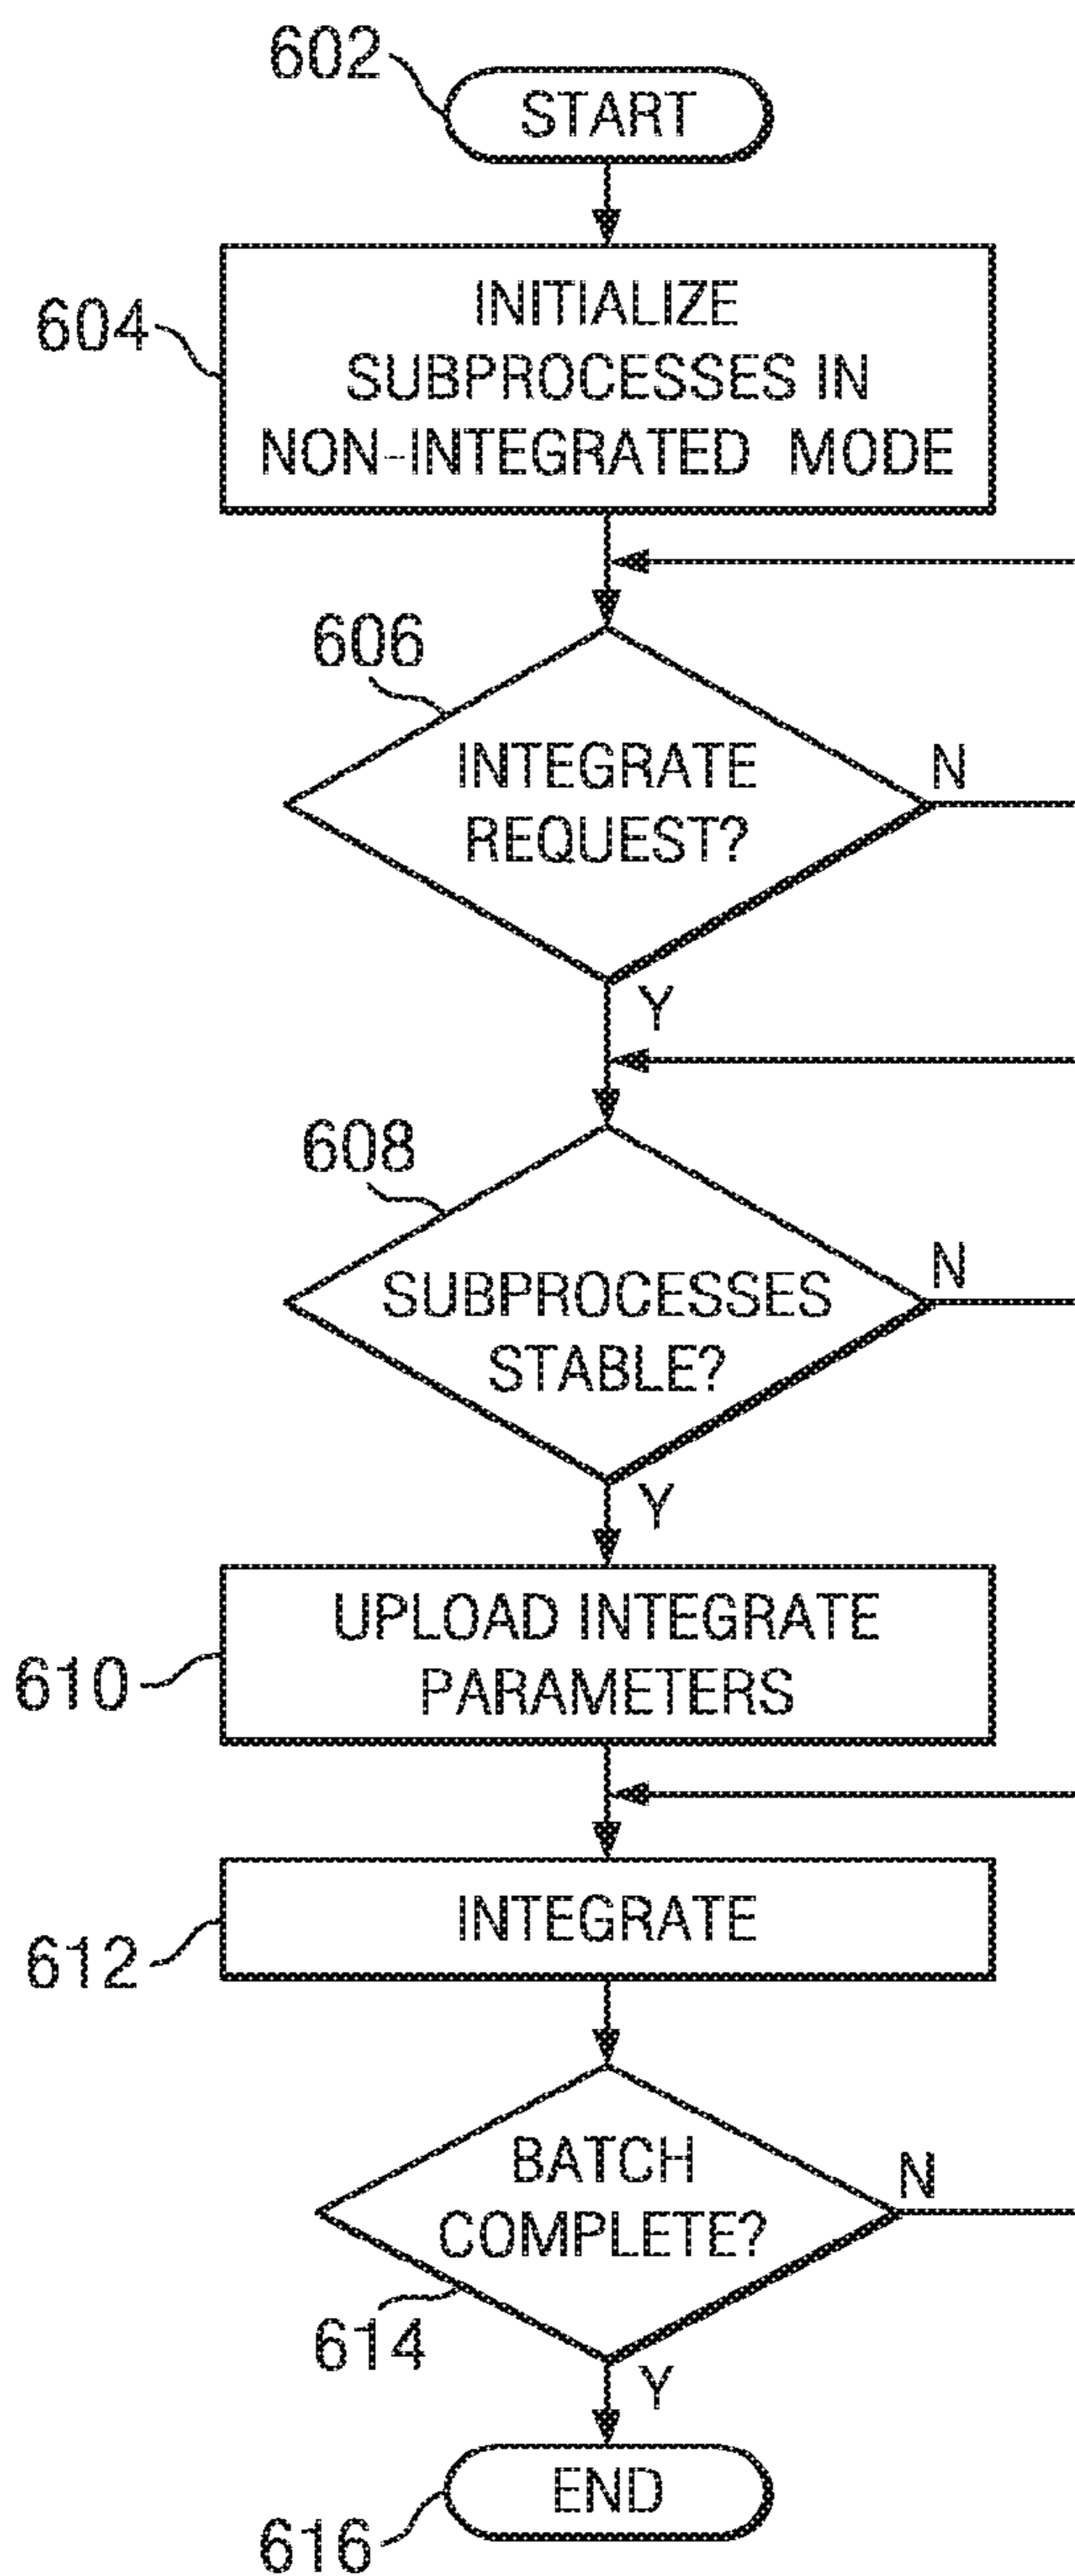 602
START
604
INITIALIZE
SUBPROCESSES IN
NON-INTEGRATED MODE
606
INTEGRATE
REQUEST?
N
Y
608
SUBPROCESSES
STABLE?
N
Y
610
UPLOAD INTEGRATE
PARAMETERS
612
INTEGRATE
BATCH
COMPLETE?
N
614
Y
END
616